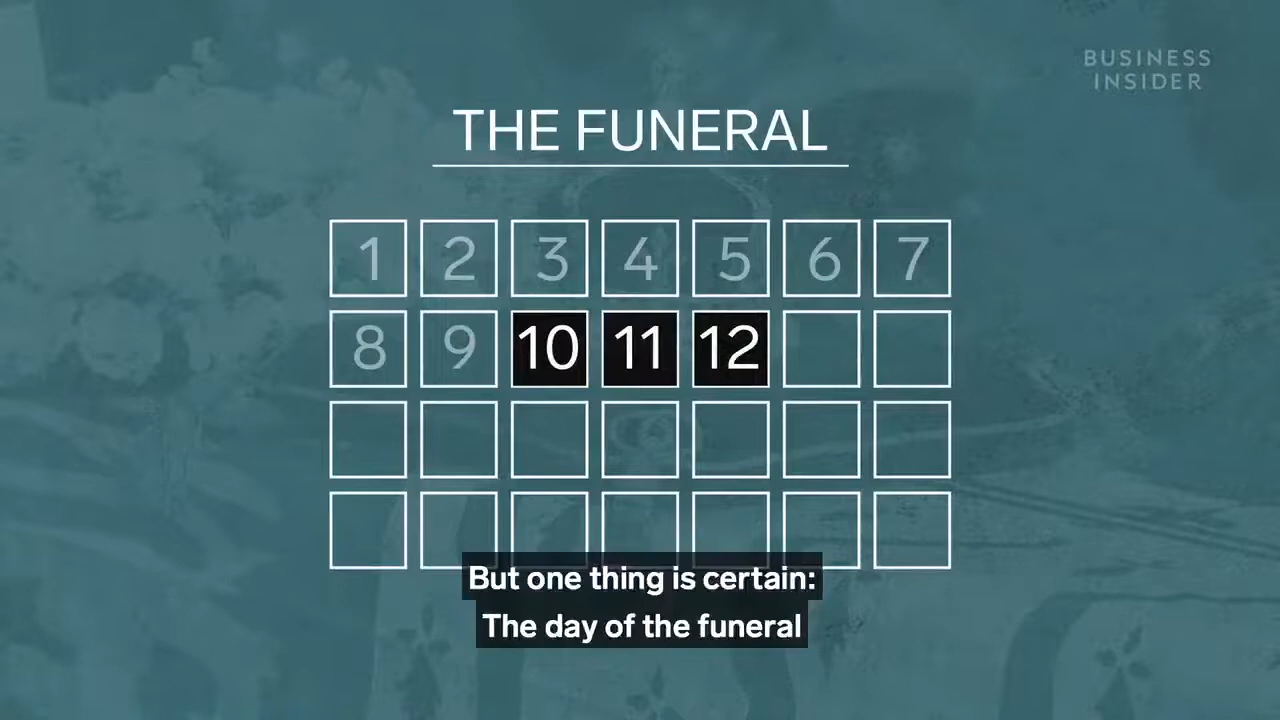 BUSINESS
INSIDER
THE FUNERAL
1 2 3 4 5 6 7
8 9 10 11 12
But one thing is certain:
The day of the funeral